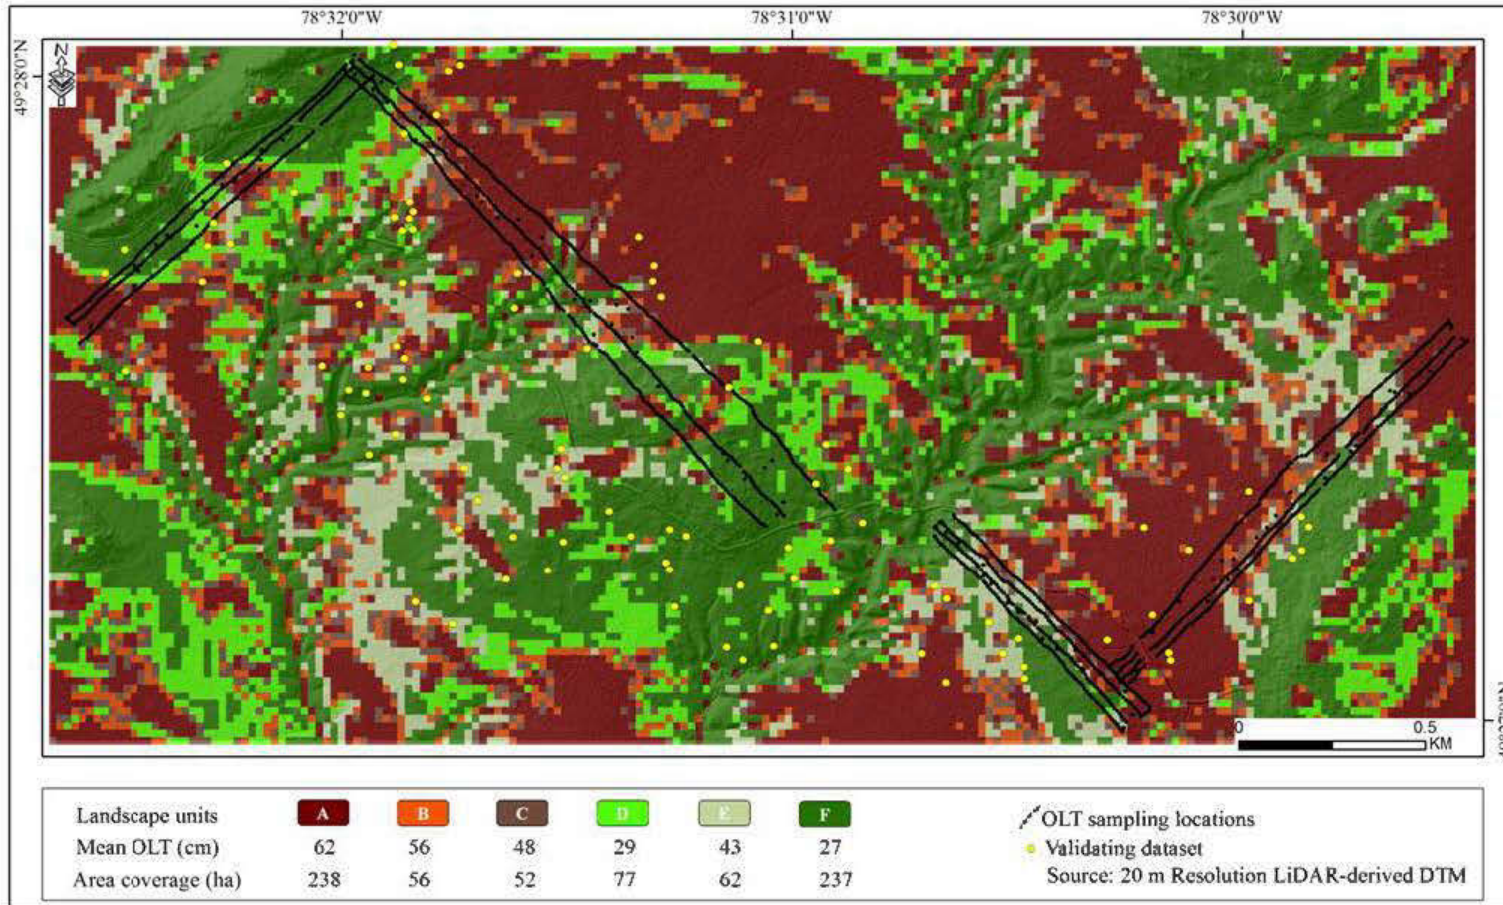 78°32'0"W 78°31'0"W 78°30'0"W
49°28'0"N
N
0 0.5
KM
Landscape units A B C D E F
Mean OLT (cm) 62 56 48 29 43 27
Area coverage (ha) 238 56 52 77 62 237
OLT sampling locations
Validating dataset
Source: 20 m Resolution LiDAR-derived DTM